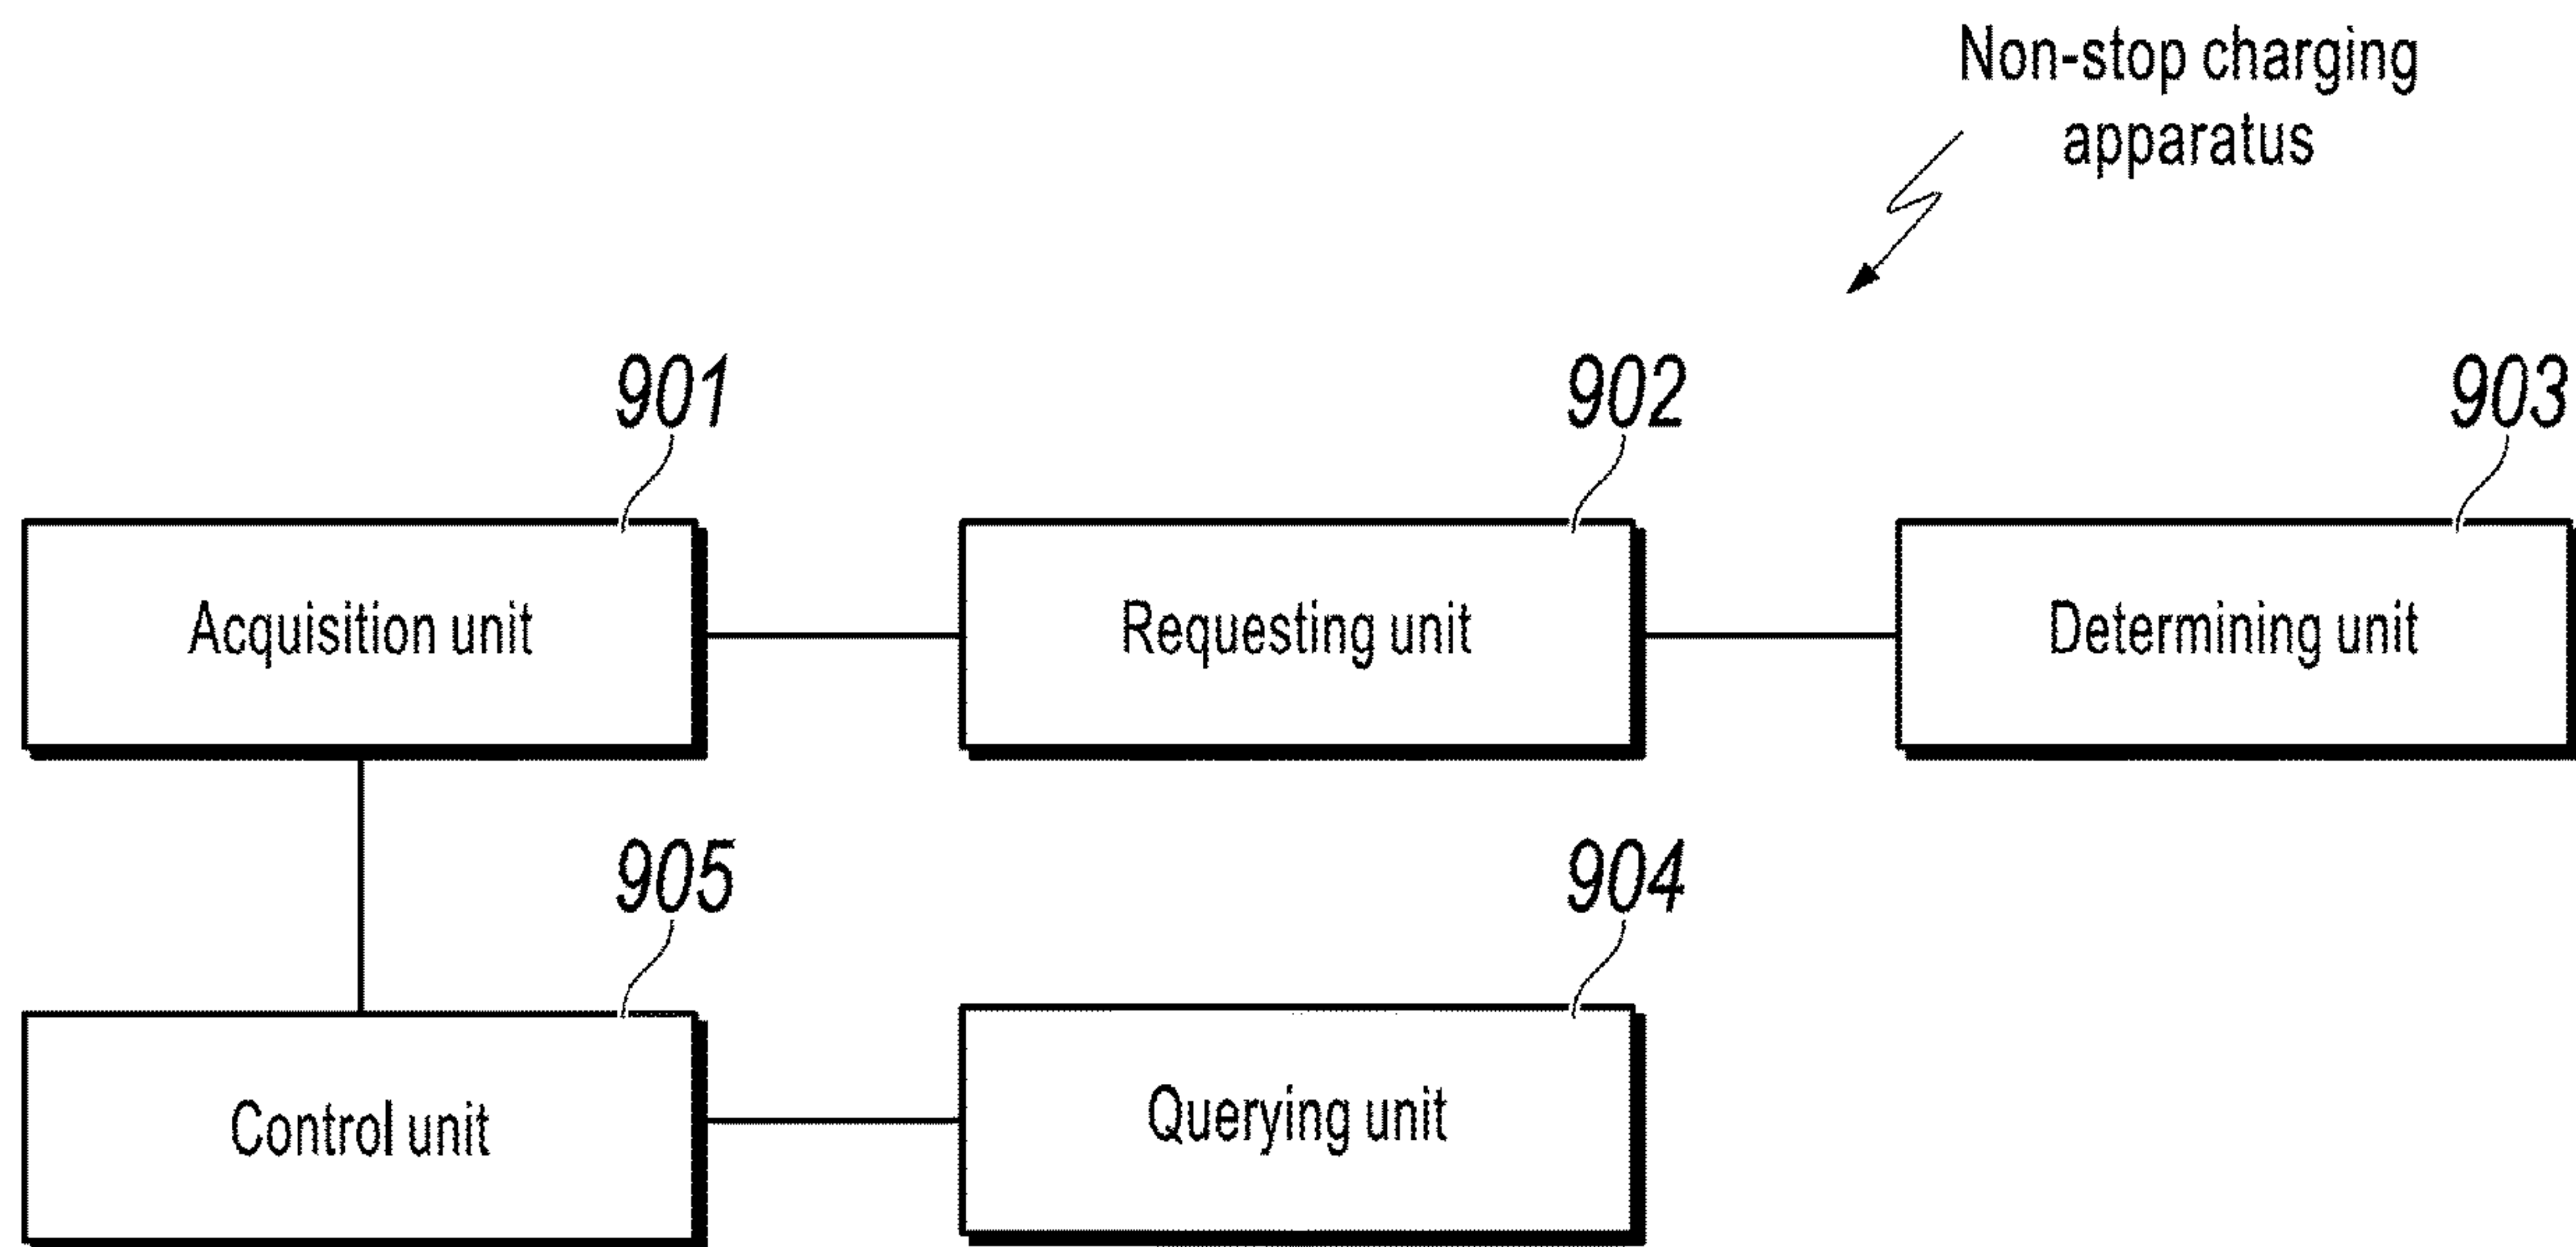 Non-stop charging
apparatus
901
902
903
Acquisition unit
Requesting unit
Determining unit
905
904
Control unit
Querying unit